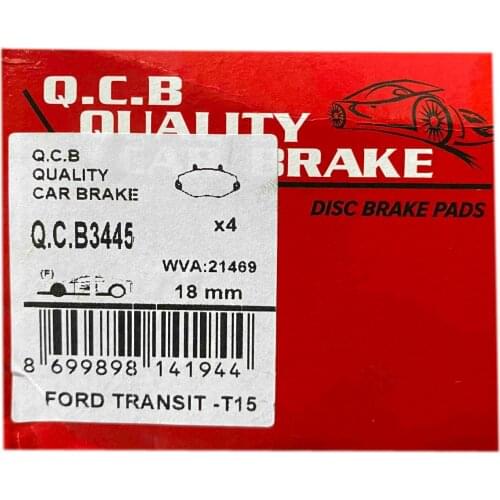 Q.C.B
QUALITY
CAR BRAKE
DISC BRAKE PADS
Q.C.B
QUALITY
CAR BRAKE
Q.C.B3445
x4
WVA:21469
(F)
18 mm
8 699898 141944
FORD TRANSIT -T15